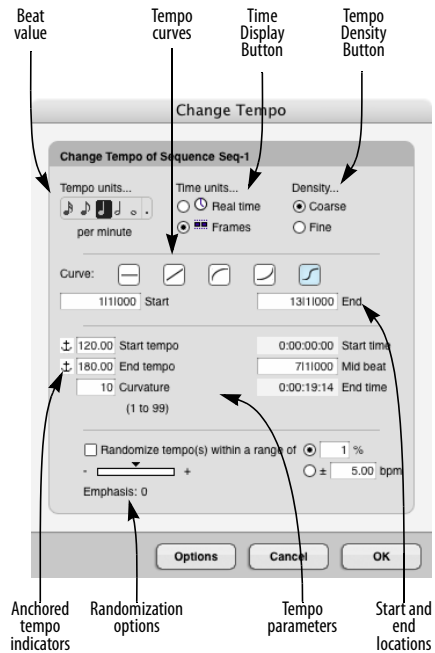 Beat value
Tempo curves
Time Display Button
Tempo Density Button
Change Tempo
Change Tempo of Sequence Seq-1
Tempo units...
Time units...
Density...
per minute
Real time
Frames
Coarse
Fine
Curve:
1|1|000 Start
13|1|000 End
120.00 Start tempo
0:00:00:00 Start time
180.00 End tempo
7|1|000 Mid beat
10 Curvature
0:00:19:14 End time
(1 to 99)
Randomize tempo(s) within a range of
1 %
- +
± 5.00 bpm
Emphasis: 0
Options
Cancel
OK
Anchored tempo indicators
Randomization options
Tempo parameters
Start and end locations